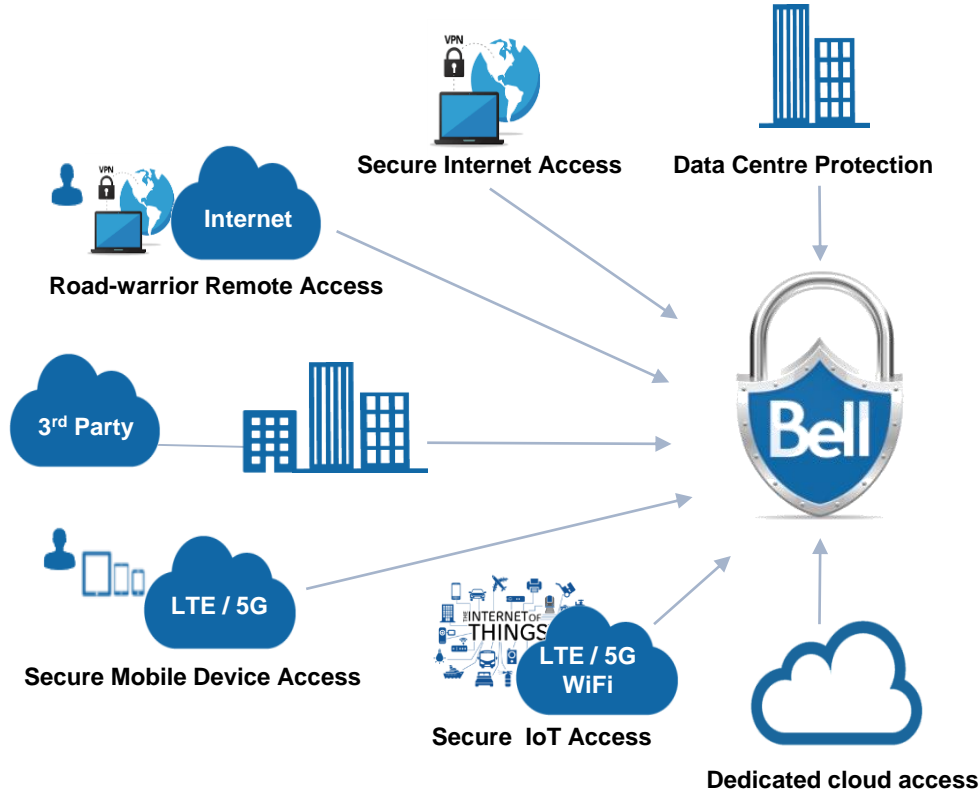 VPN
Secure Internet Access
Data Centre Protection
VPN
Internet
Road-warrior Remote Access
3rd Party
Bell
LTE / 5G
Secure Mobile Device Access
THE INTERNET OF
THINGS
LTE / 5G
WiFi
Secure IoT Access
Dedicated cloud access